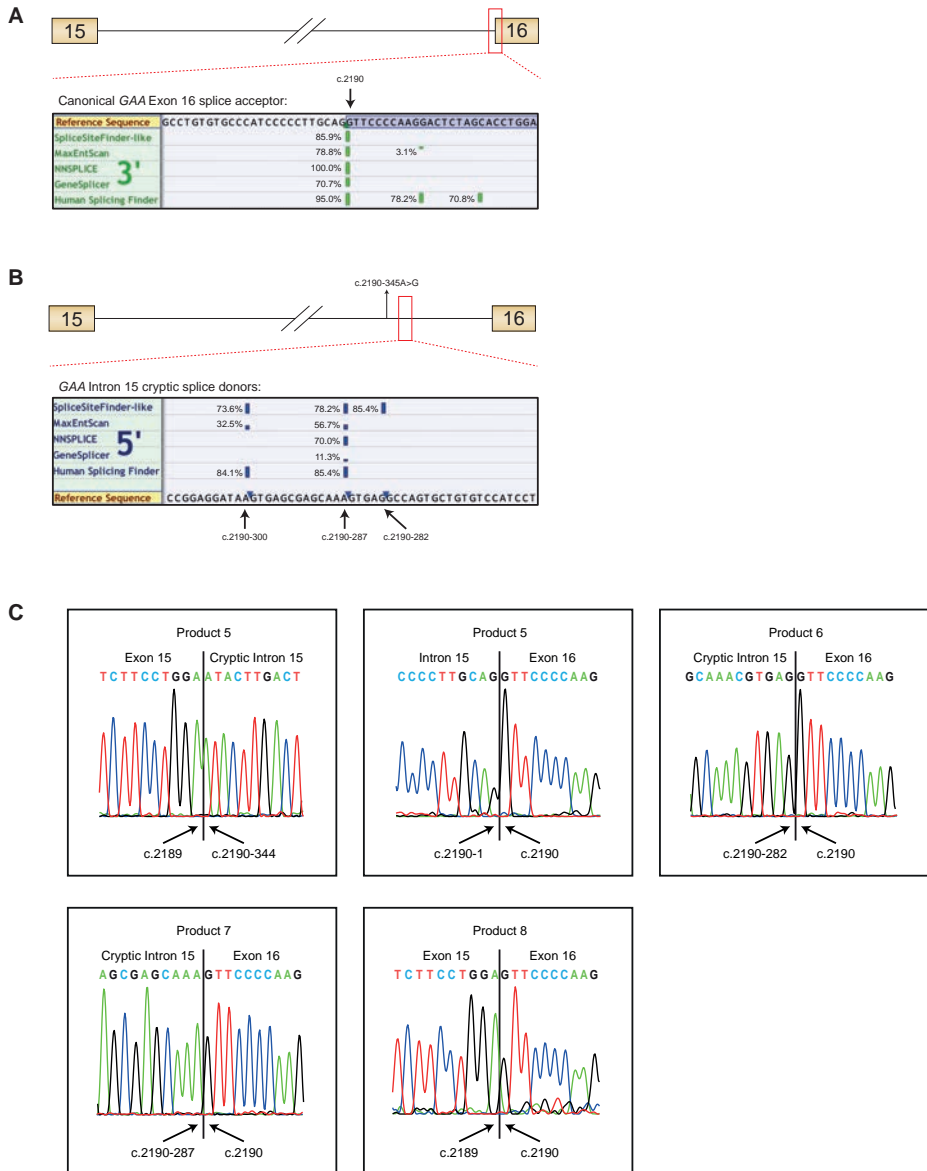 A
15
16
c.2190
Canonical GAA Exon 16 splice acceptor:
Reference Sequence GCCTGTGTGCCCATCCCCCTTGCAGGTTCCCCAAGGACTCTAGCACCTGGA
SpliceSiteFinder-like 85.9%
MaxEntScan 78.8% 3.1%
NNSPLICE 100.0%
3'
GeneSplicer 70.7%
Human Splicing Finder 95.0% 78.2% 70.8%
B
c.2190-345A>G
15
16
GAA Intron 15 cryptic splice donors:
SpliceSiteFinder-like 73.6% 78.2% 85.4%
MaxEntScan 32.5% 56.7%
NNSPLICE 70.0%
5'
GeneSplicer 11.3%
Human Splicing Finder 84.1% 85.4%
Reference Sequence CCGGAGGATAAGTGAGCGAGCAAAGTGAGGCCAGTGCTGTGTCCATCCT
c.2190-300 c.2190-287 c.2190-282
C
Product 5
Exon 15 Cryptic Intron 15
TCTTCCTGGAATACTTGACT
c.2189 c.2190-344
Product 5
Intron 15 Exon 16
CCCCTTGCAGGTTCCCCAAG
c.2190-1 c.2190
Product 6
Cryptic Intron 15 Exon 16
GCAAACGTGAGGTTCCCCAAG
c.2190-282 c.2190
Product 7
Cryptic Intron 15 Exon 16
AGCGAGCAAAGTTCCCCAAG
c.2190-287 c.2190
Product 8
Exon 15 Exon 16
TCTTCCTGGAGTTCCCCAAG
c.2189 c.2190